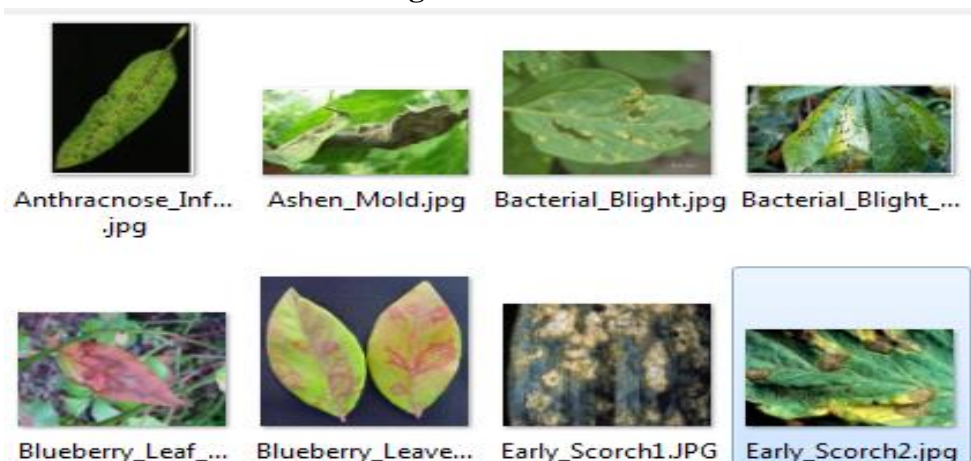 Anthracnose_Inf...
.jpg
Ashen_Mold.jpg
Bacterial_Blight.jpg
Bacterial_Blight_...
Blueberry_Leaf_...
Blueberry_Leave...
Early_Scorch1.JPG
Early_Scorch2.jpg